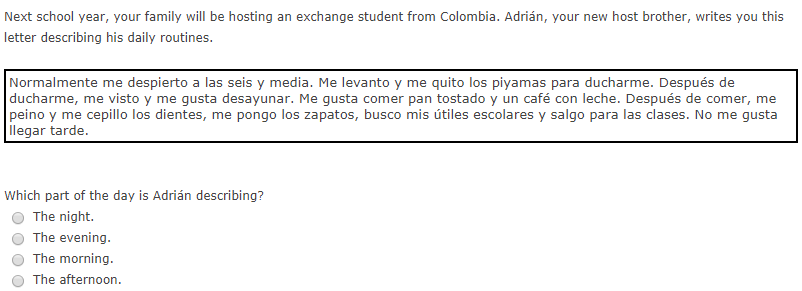 Next school year, your family will be hosting an exchange student from Colombia. Adrián, your new host brother, writes you this
letter describing his daily routines.
Normalmente me despierto a las seis y media. Me levanto y me quito los piyamas para ducharme. Después de
ducharme, me visto y me gusta desayunar. Me gusta comer pan tostado y un café con leche. Después de comer, me
peino y me cepillo los dientes, me pongo los zapatos, busco mis útiles escolares y salgo para las clases. No me gusta
llegar tarde.
Which part of the day is Adrián describing?
The night.
The evening.
The morning.
The afternoon.